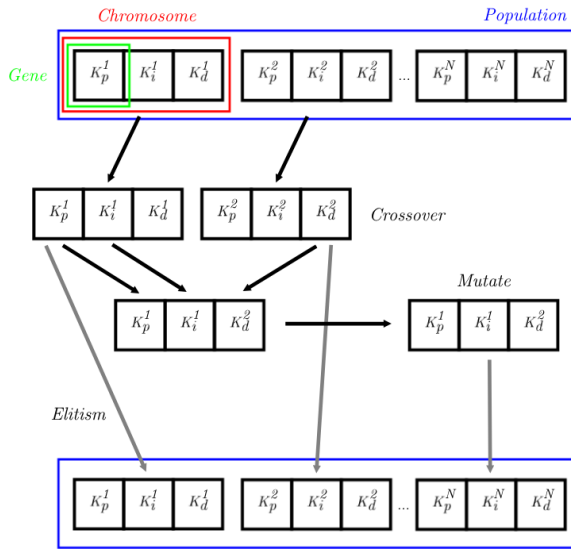 Chromosome Population
Gene K_p^1 K_i^1 K_d^1 K_p^2 K_i^2 K_d^2 ... K_p^N K_i^N K_d^N
K_p^1 K_i^1 K_d^1 K_p^2 K_i^2 K_d^2 Crossover
Mutate
K_p^1 K_i^1 K_d^2 K_p^1 K_i^1 K_d^2
Elitism
K_p^1 K_i^1 K_d^1 K_p^2 K_i^2 K_d^2 ... K_p^N K_i^N K_d^N